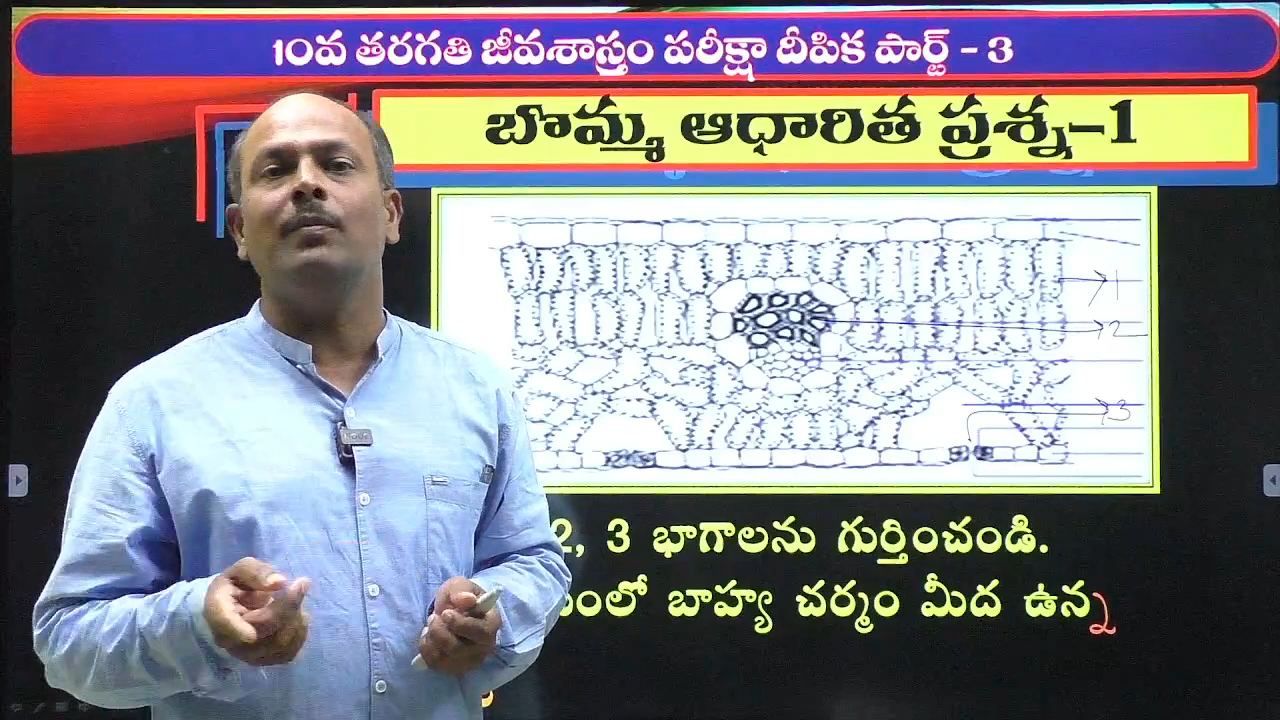 10వ తరగతి జీవశాస్త్రం పరీక్షా దీపిక పార్ట్ - 3
బొమ్మ ఆధారిత ప్రశ్న-1
1
2
3
2, 3 భాగాలను గుర్తించండి.
బాహ్య చర్మం మీద ఉన్న